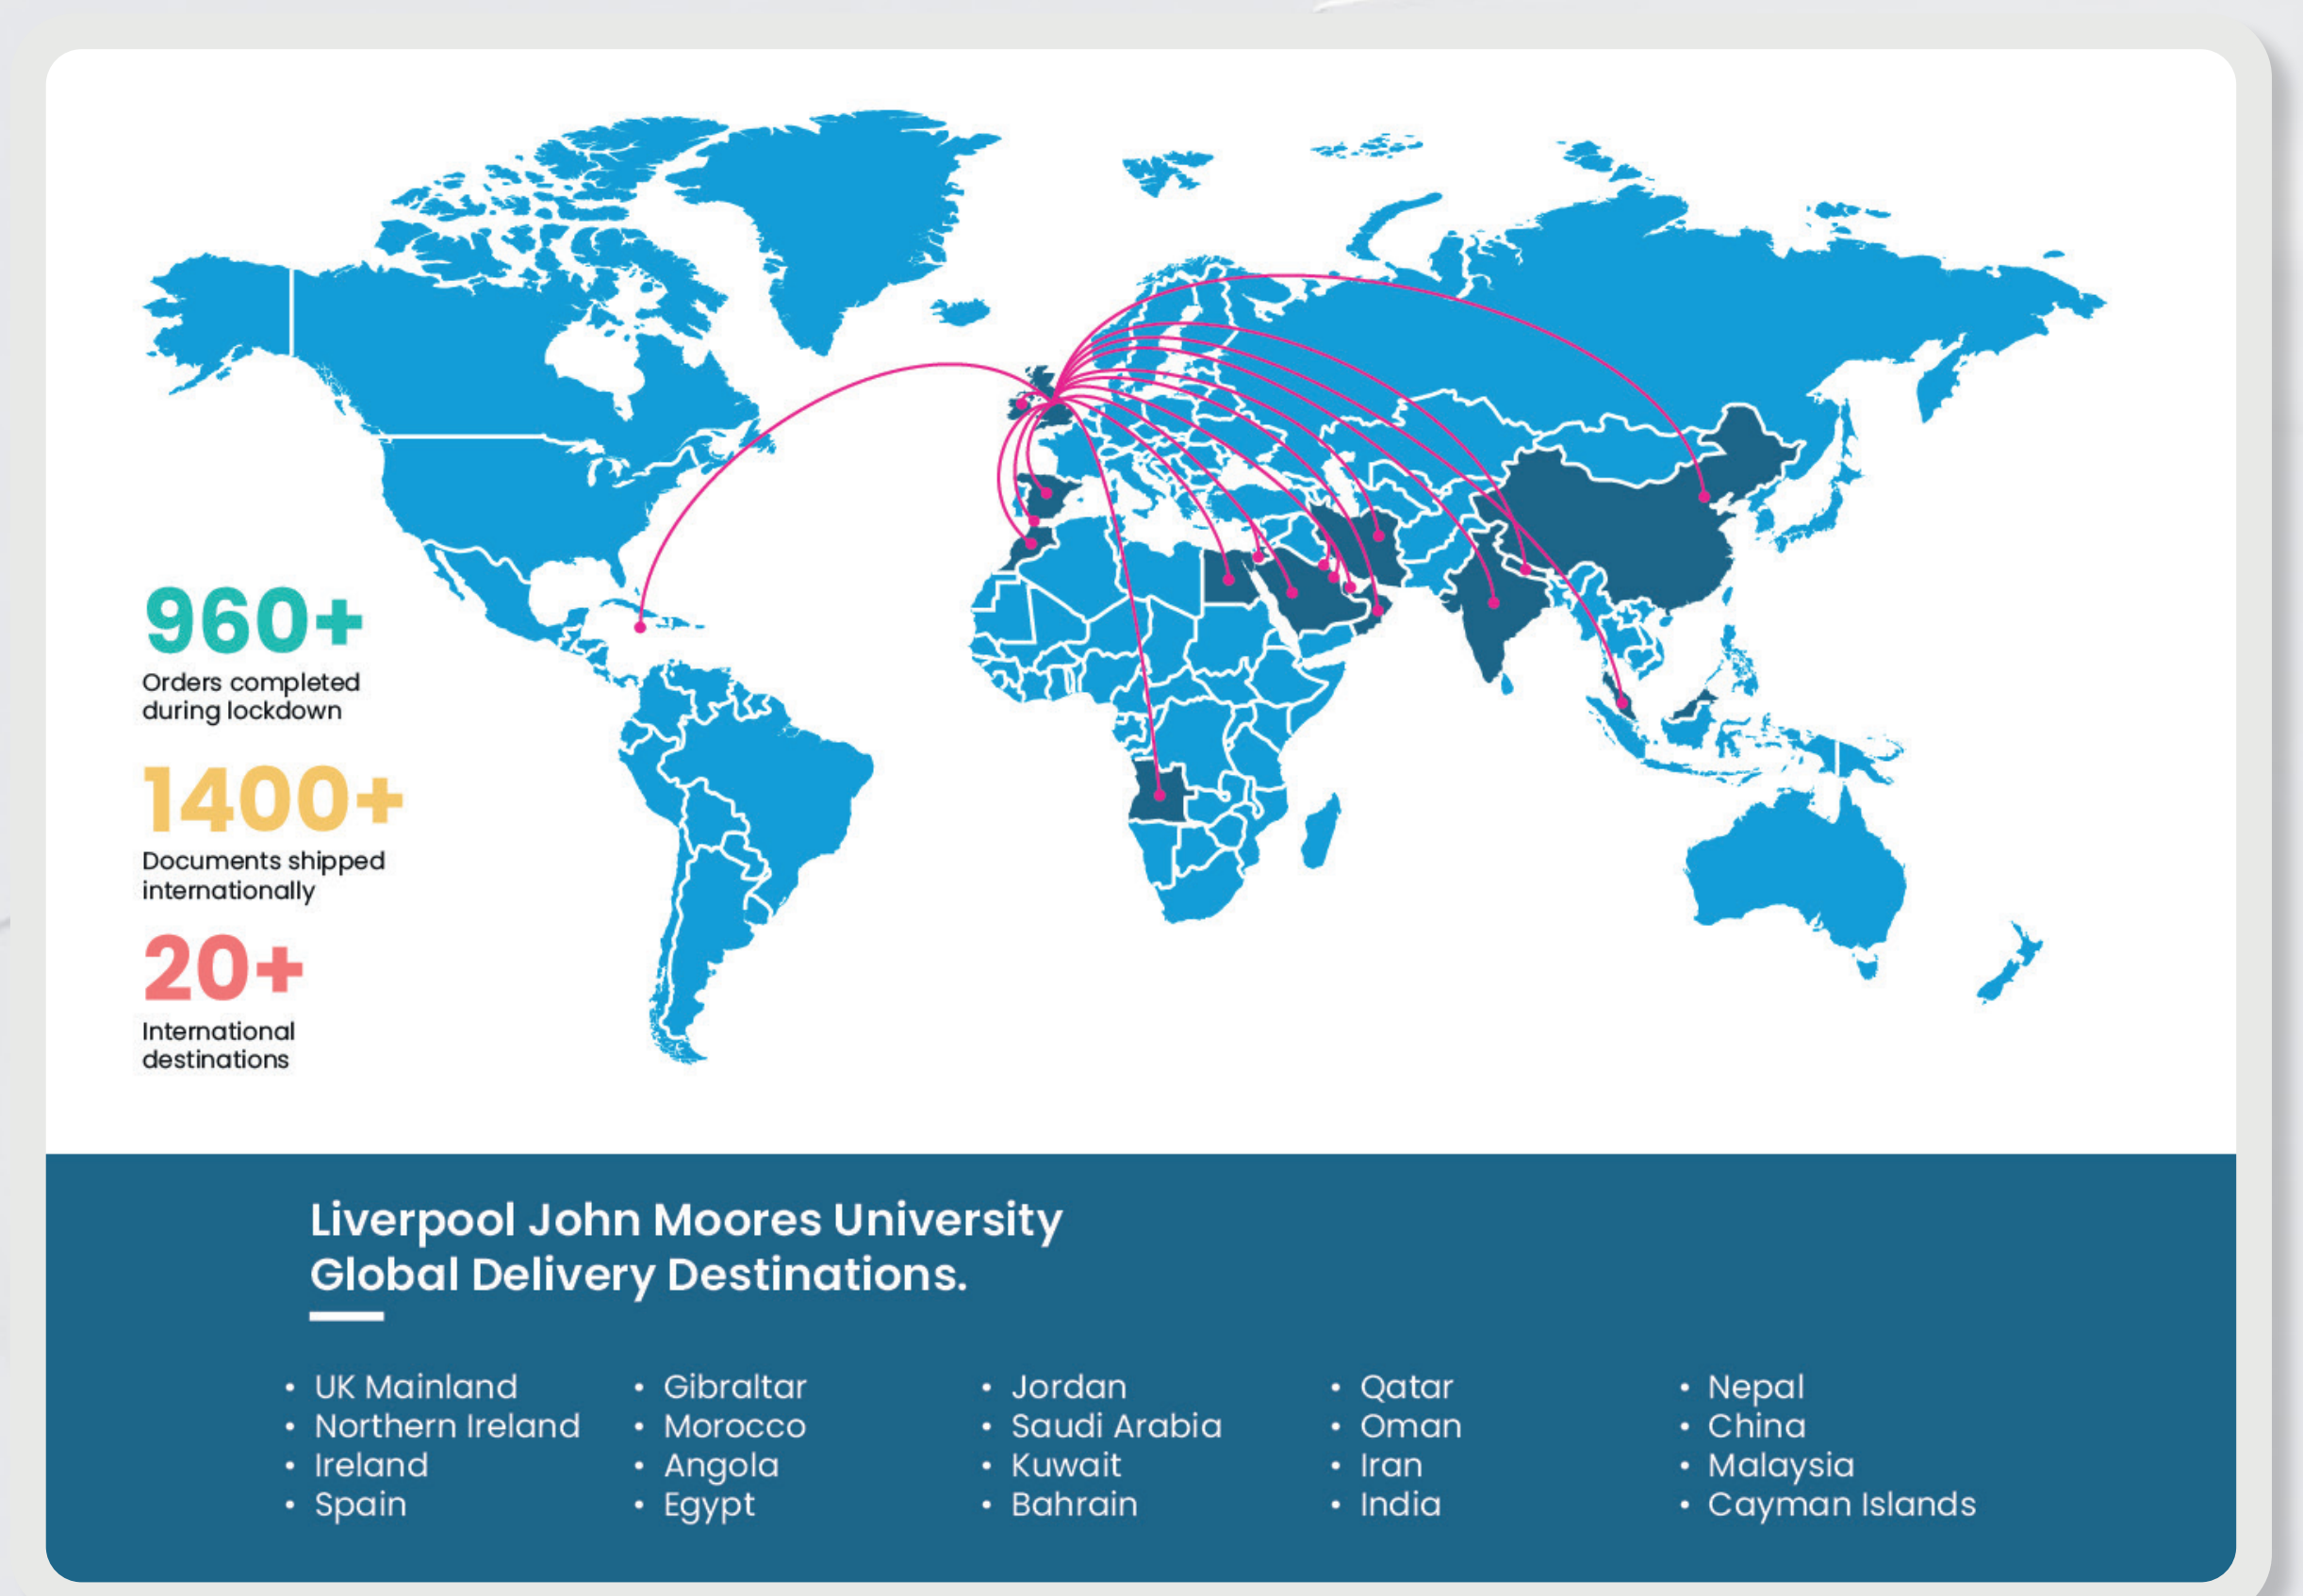 960+
Orders completed
during lockdown
1400+
Documents shipped
internationally
20+
International
destinations
Liverpool John Moores University
Global Delivery Destinations.
• UK Mainland
• Northern Ireland
• Ireland
• Spain
• Gibraltar
• Morocco
• Angola
• Egypt
• Jordan
• Saudi Arabia
• Kuwait
• Bahrain
• Qatar
• Oman
• Iran
• India
• Nepal
• China
• Malaysia
• Cayman Islands